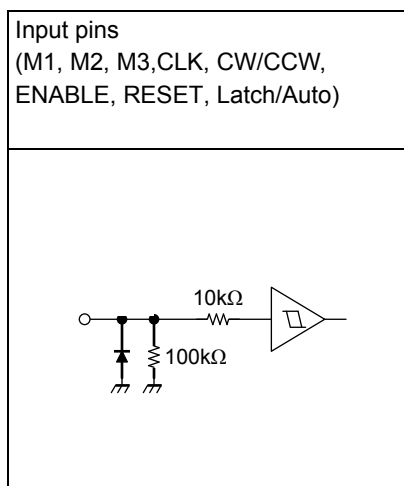 Input pins
(M1, M2, M3,CLK, CW/CCW,
ENABLE, RESET, Latch/Auto)
10kΩ
100kΩ